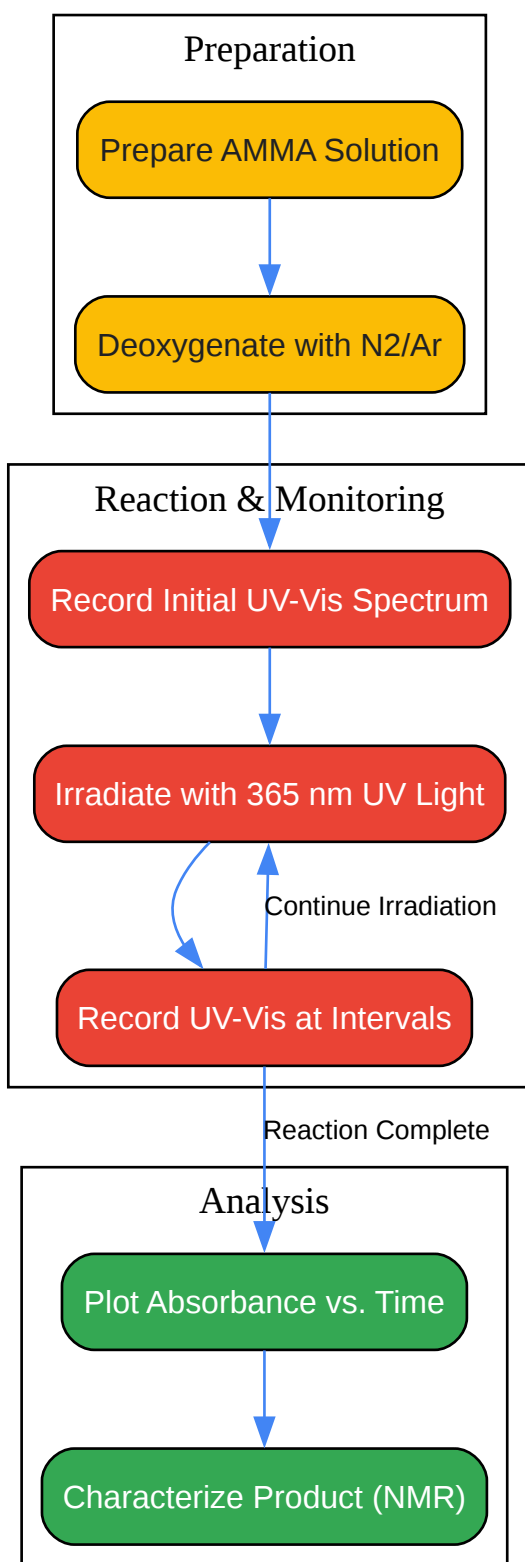 Preparation
Prepare AMMA Solution
Deoxygenate with N2/Ar
Reaction & Monitoring
Record Initial UV-Vis Spectrum
Irradiate with 365 nm UV Light
Continue Irradiation
Record UV-Vis at Intervals
Reaction Complete
Analysis
Plot Absorbance vs. Time
Characterize Product (NMR)